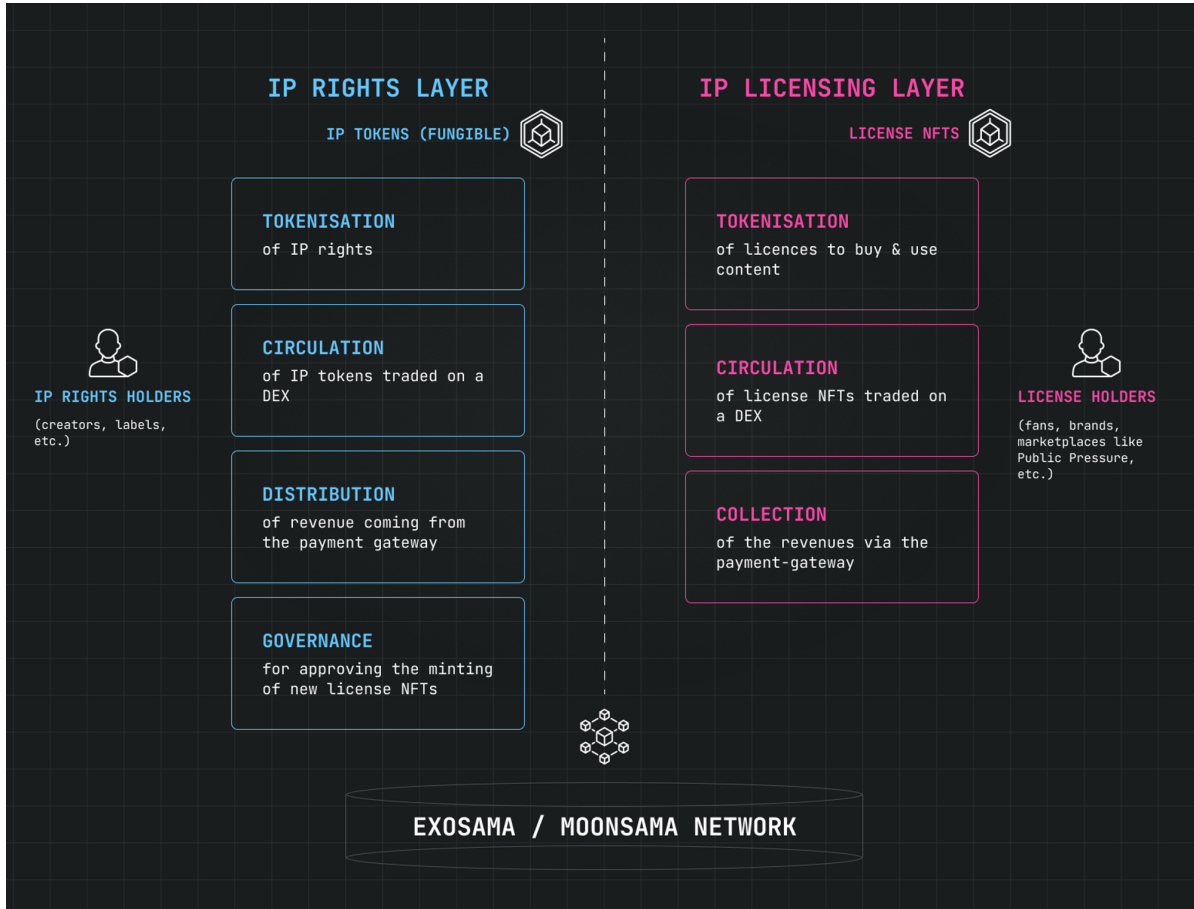 IP RIGHTS LAYER
IP TOKENS (FUNGIBLE)
TOKENISATION
of IP rights
CIRCULATION
of IP tokens traded on a
DEX
DISTRIBUTION
of revenue coming from
the payment gateway
GOVERNANCE
for approving the minting
of new license NFTs
IP RIGHTS HOLDERS
(creators, labels,
etc.)
IP LICENSING LAYER
LICENSE NFTS
TOKENISATION
of licences to buy & use
content
CIRCULATION
of license NFTs traded on
a DEX
COLLECTION
of the revenues via the
payment-gateway
LICENSE HOLDERS
(fans, brands,
marketplaces like
Public Pressure,
etc.)
EXOSAMA / MOONSAMA NETWORK